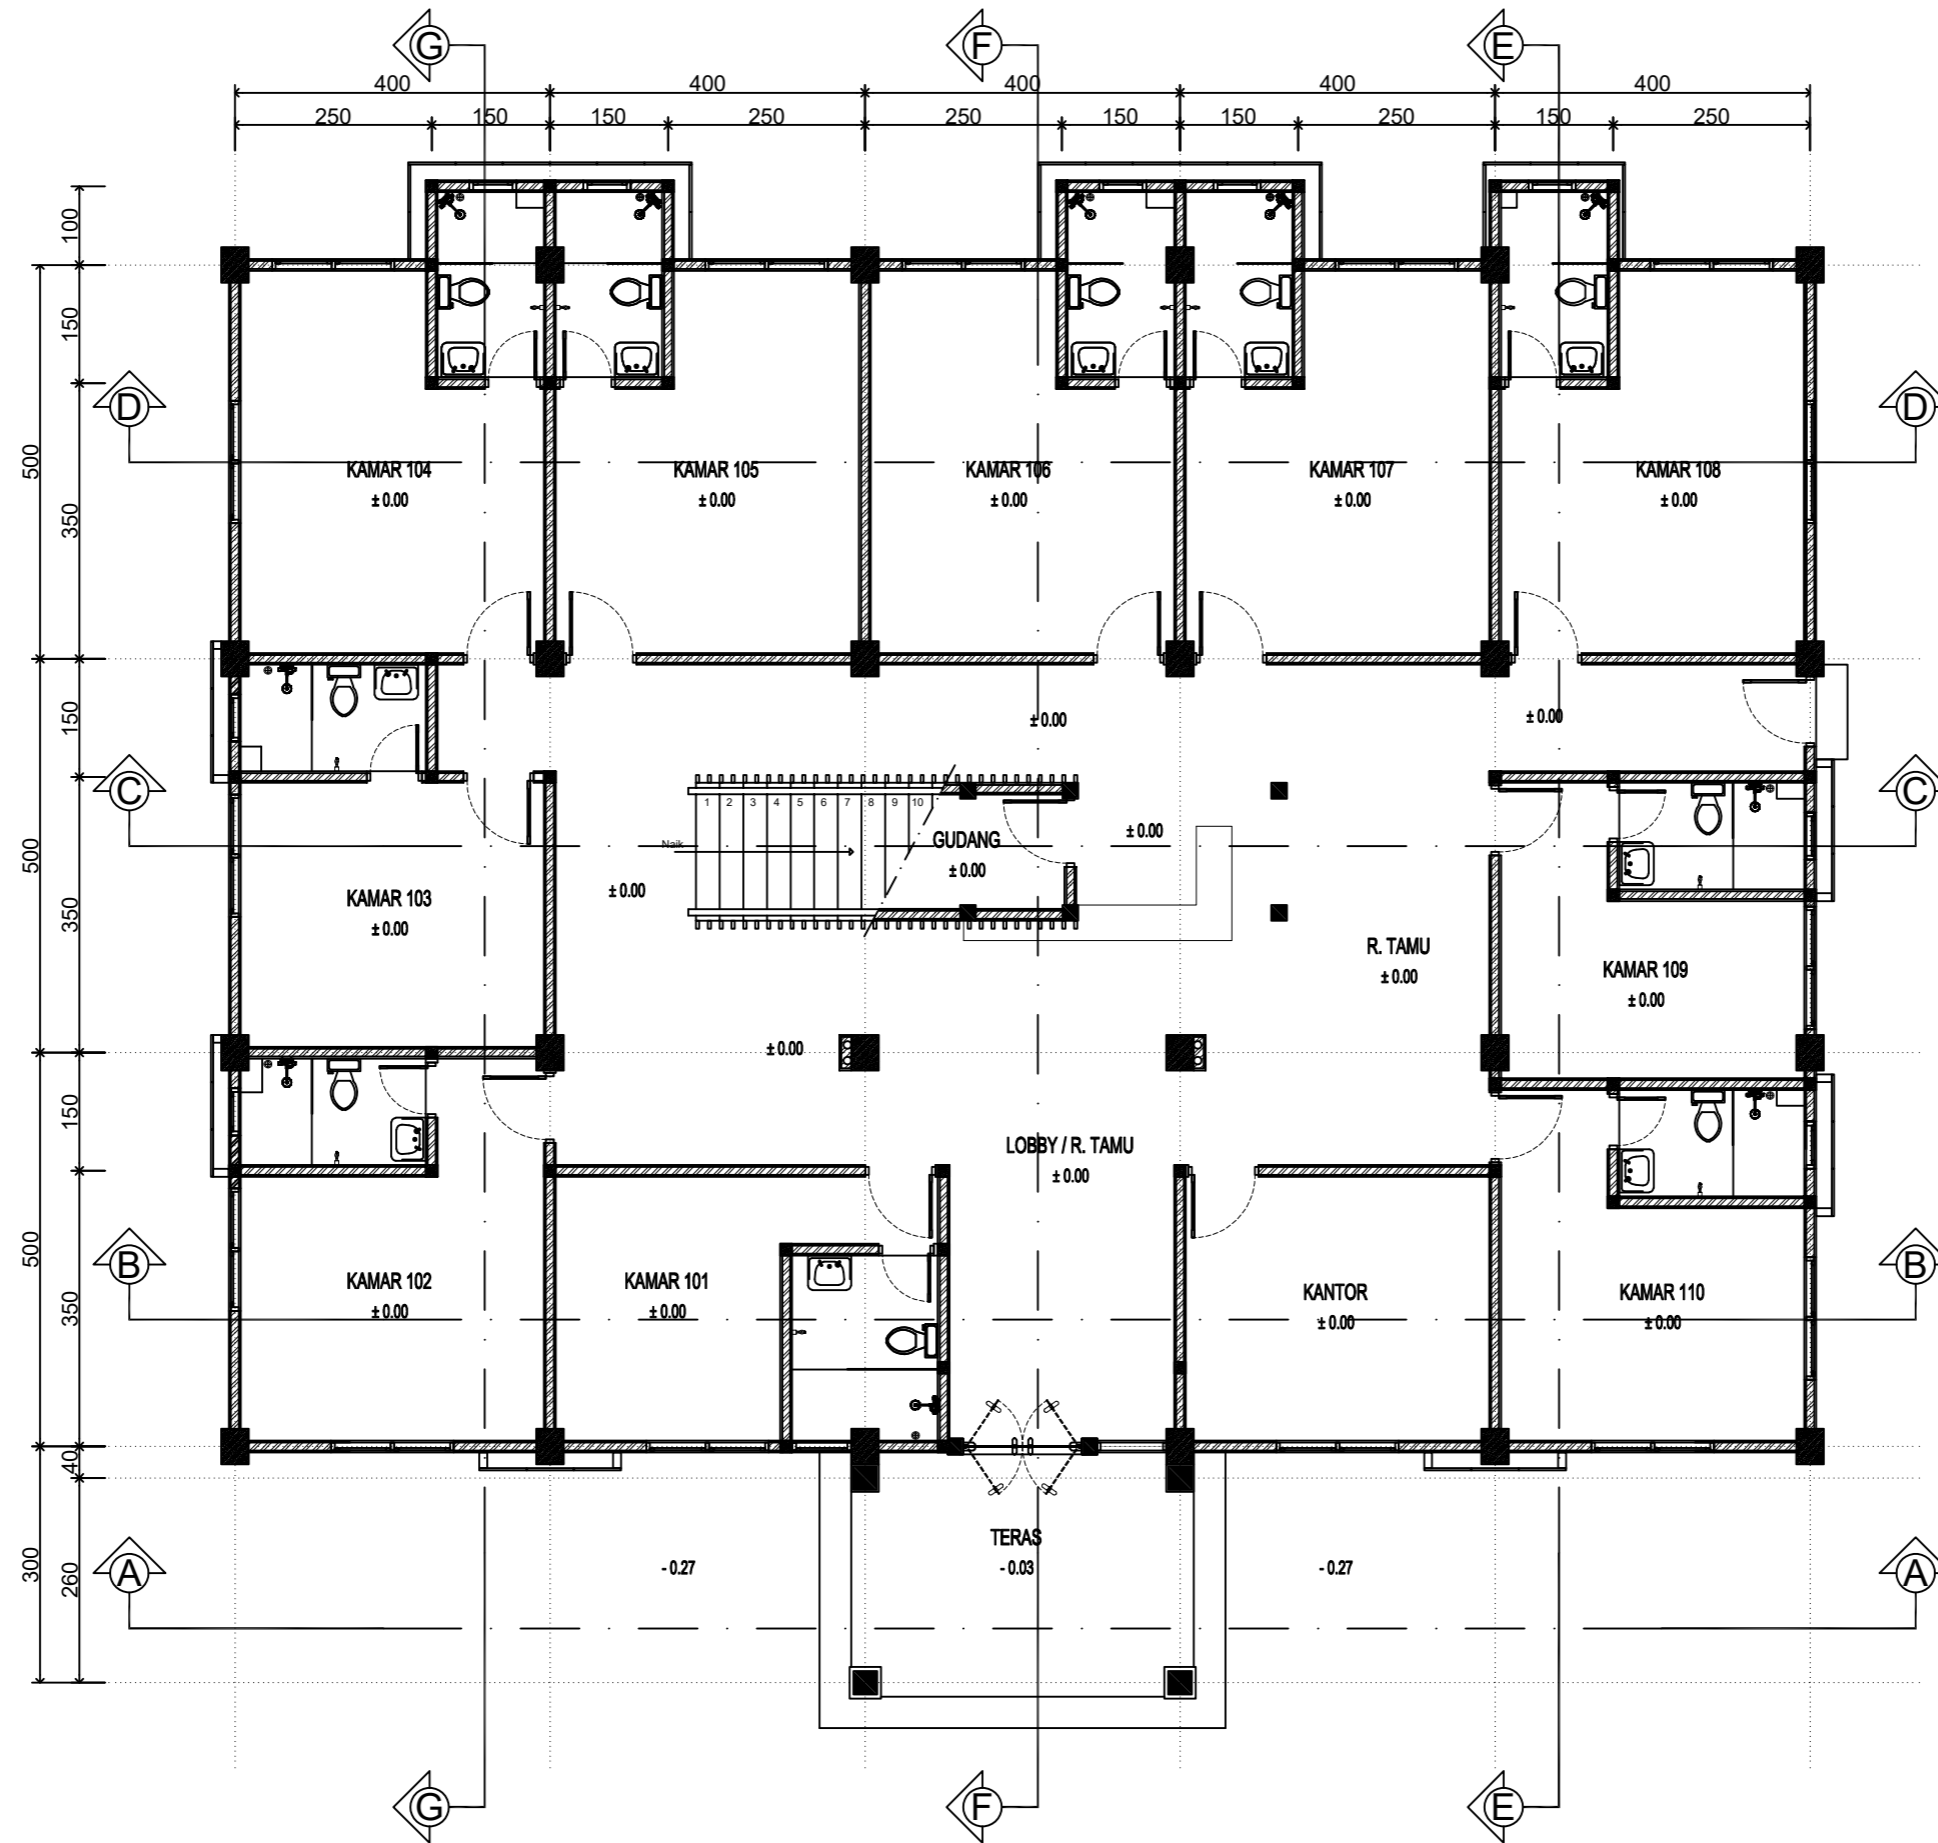 G F E
400 400 400 400 400
250 150 150 250 250 150 150 250 150 250
100
150
D D
500
KAMAR 104 KAMAR 105 KAMAR 106 KAMAR 107 KAMAR 108
± 0.00 ± 0.00 ± 0.00 ± 0.00 ± 0.00
350
150
± 0.00 ± 0.00
C C
1 2 3 4 5 6 7 8 9 10
± 0.00
Naik
GUDANG
± 0.00
500
± 0.00
KAMAR 103
± 0.00
350
R. TAMU
± 0.00
KAMAR 109
± 0.00
± 0.00
150
LOBBY / R. TAMU
± 0.00
B B
500
KAMAR 102 KAMAR 101 KANTOR KAMAR 110
± 0.00 ± 0.00 ± 0.00 ± 0.00
350
40
TERAS
- 0.27 - 0.03 - 0.27
300
260
A A
G F E